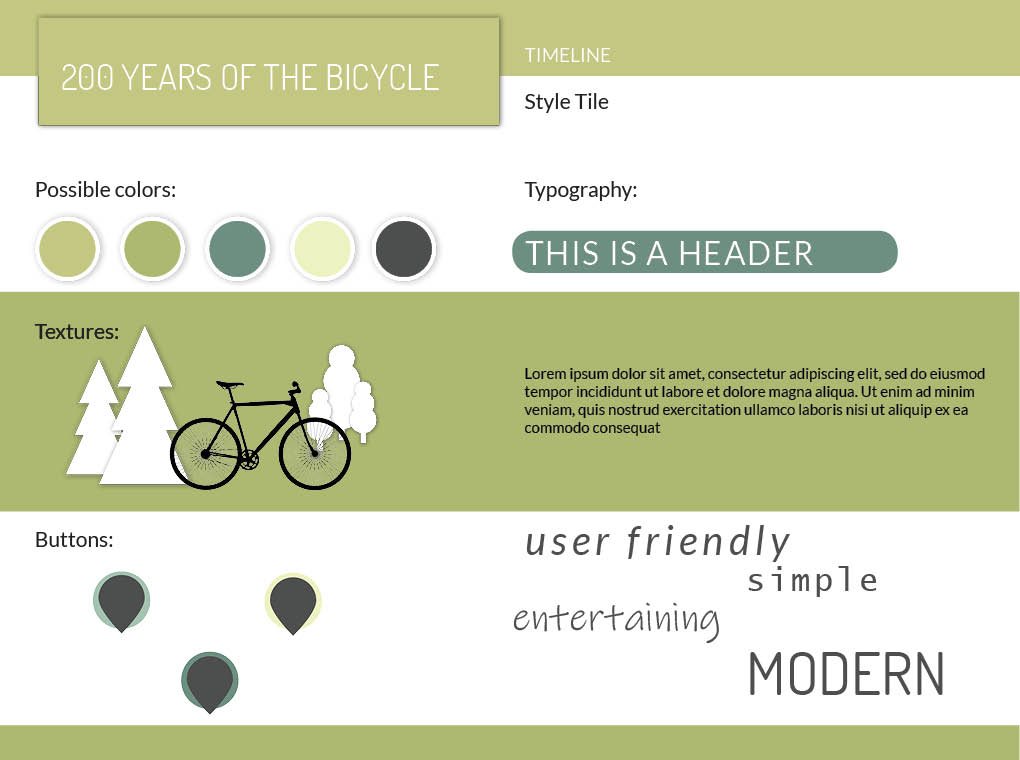 200 YEARS OF THE BICYCLE
TIMELINE
Style Tile
Possible colors:
Typography:
THIS IS A HEADER
Textures:
Lorem ipsum dolor sit amet, consectetur adipiscing elit, sed do eiusmod
tempor incididunt ut labore et dolore magna aliqua. Ut enim ad minim
veniam, quis nostrud exercitation ullamco laboris nisi ut aliquip ex ea
commodo consequat
Buttons:
user friendly
simple
entertaining
MODERN